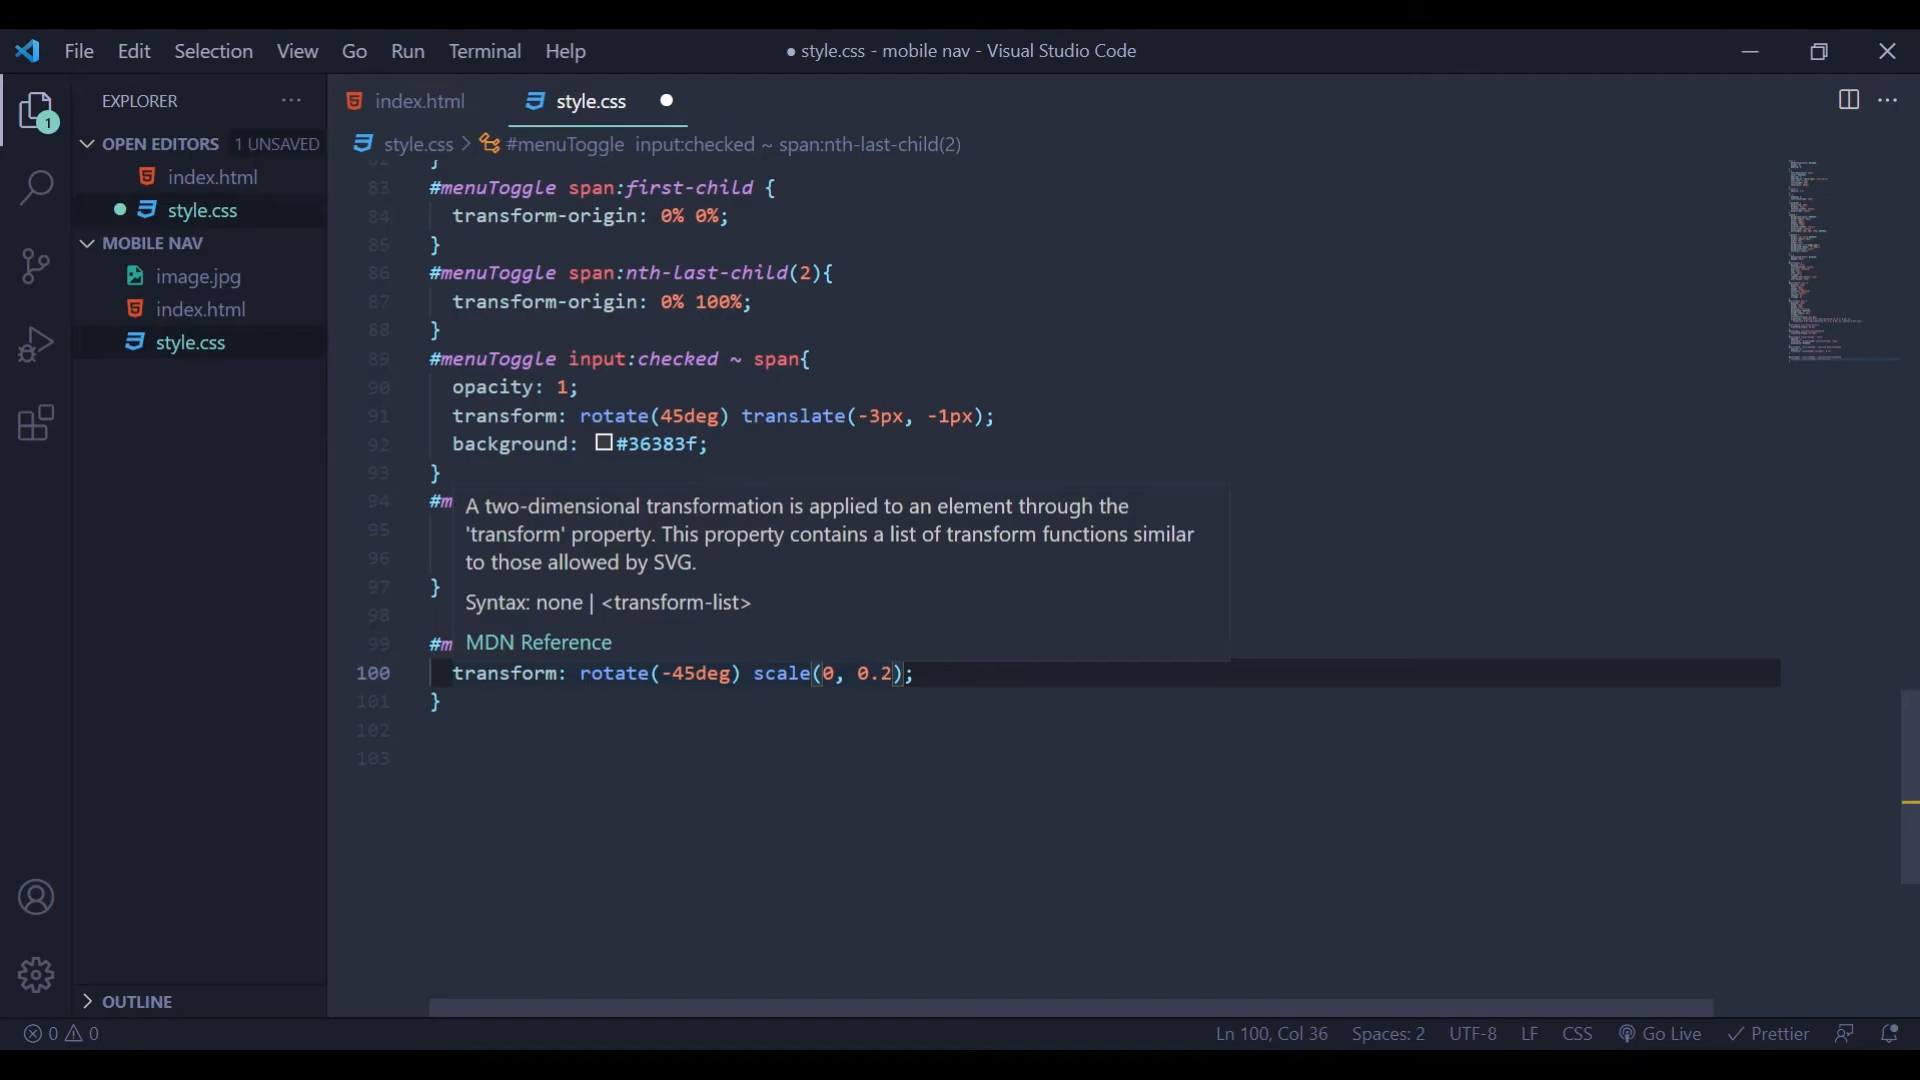 File Edit Selection View Go Run Terminal Help
● style.css - mobile nav - Visual Studio Code
EXPLORER
1
OPEN EDITORS 1 UNSAVED
index.html
style.css
MOBILE NAV
image.jpg
index.html
style.css
OUTLINE
index.html style.css
style.css > #menuToggle input:checked ~ span:nth-last-child(2)
82 }
83 #menuToggle span:first-child {
84 transform-origin: 0% 0%;
85 }
86 #menuToggle span:nth-last-child(2){
87 transform-origin: 0% 100%;
88 }
89 #menuToggle input:checked ~ span{
90 opacity: 1;
91 transform: rotate(45deg) translate(-3px, -1px);
92 background: #36383f;
93 }
94 #m
95
96
97 }
98
99 #m
A two-dimensional transformation is applied to an element through the
'transform' property. This property contains a list of transform functions similar
to those allowed by SVG.
Syntax: none | <transform-list>
MDN Reference
100 transform: rotate(-45deg) scale(0, 0.2);
101 }
102
103
0 0
Ln 100, Col 36 Spaces: 2 UTF-8 LF CSS Go Live Prettier